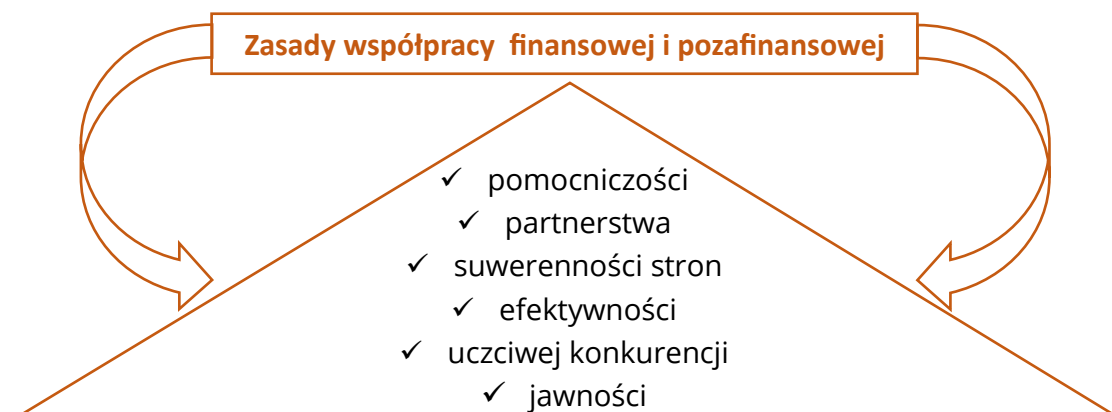 Zasady współpracy finansowej i pozafinansowej
✓ pomocniczości
✓ partnerstwa
✓ suwerenności stron
✓ efektywności
✓ uczciwej konkurencji
✓ jawności